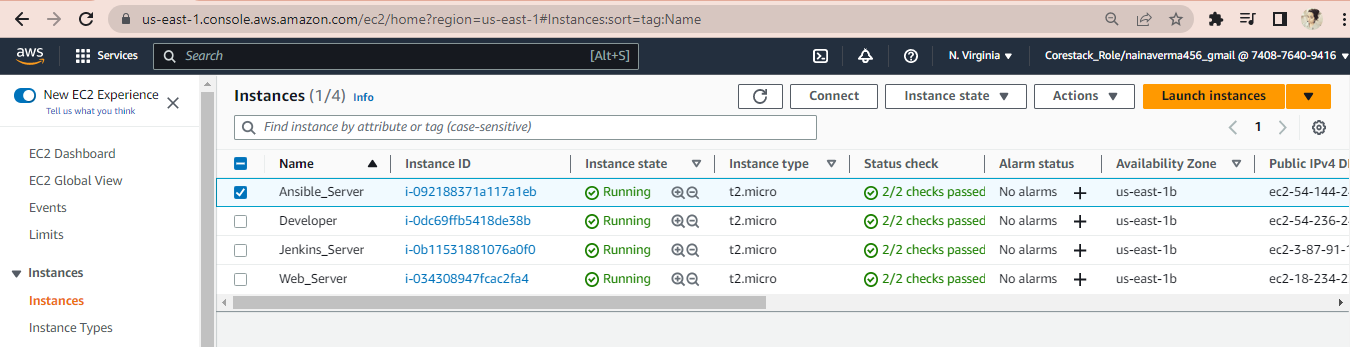 us-east-1.console.aws.amazon.com/ec2/home?region=us-east-1#Instances:sort=tag:Name
aws Services Search [Alt+S] N. Virginia Corestack_Role/nainaverma456_gmail @ 7408-7640-9416
New EC2 Experience
Tell us what you think
EC2 Dashboard
EC2 Global View
Events
Limits
Instances
Instances
Instance Types
Instances (1/4) Info Connect Instance state Actions Launch instances
Find instance by attribute or tag (case-sensitive) 1
Name Instance ID Instance state Instance type Status check Alarm status Availability Zone Public IPv4 D
Ansible_Server i-092188371a117a1eb Running t2.micro 2/2 checks passed No alarms + us-east-1b ec2-54-144-2
Developer i-0dc69ffb5418de38b Running t2.micro 2/2 checks passed No alarms + us-east-1b ec2-54-236-2
Jenkins_Server i-0b11531881076a0f0 Running t2.micro 2/2 checks passed No alarms + us-east-1b ec2-3-87-91-1
Web_Server i-034308947fcac2fa4 Running t2.micro 2/2 checks passed No alarms + us-east-1b ec2-18-234-2